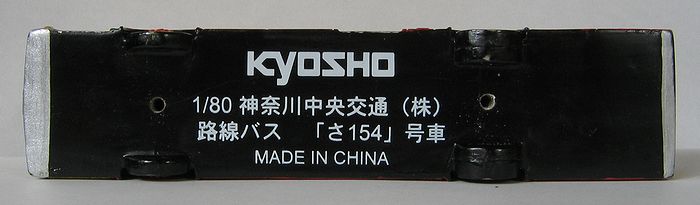 KYOSHO
1/80 神奈川中央交通（株）
路線バス　「さ154」号車
MADE IN CHINA